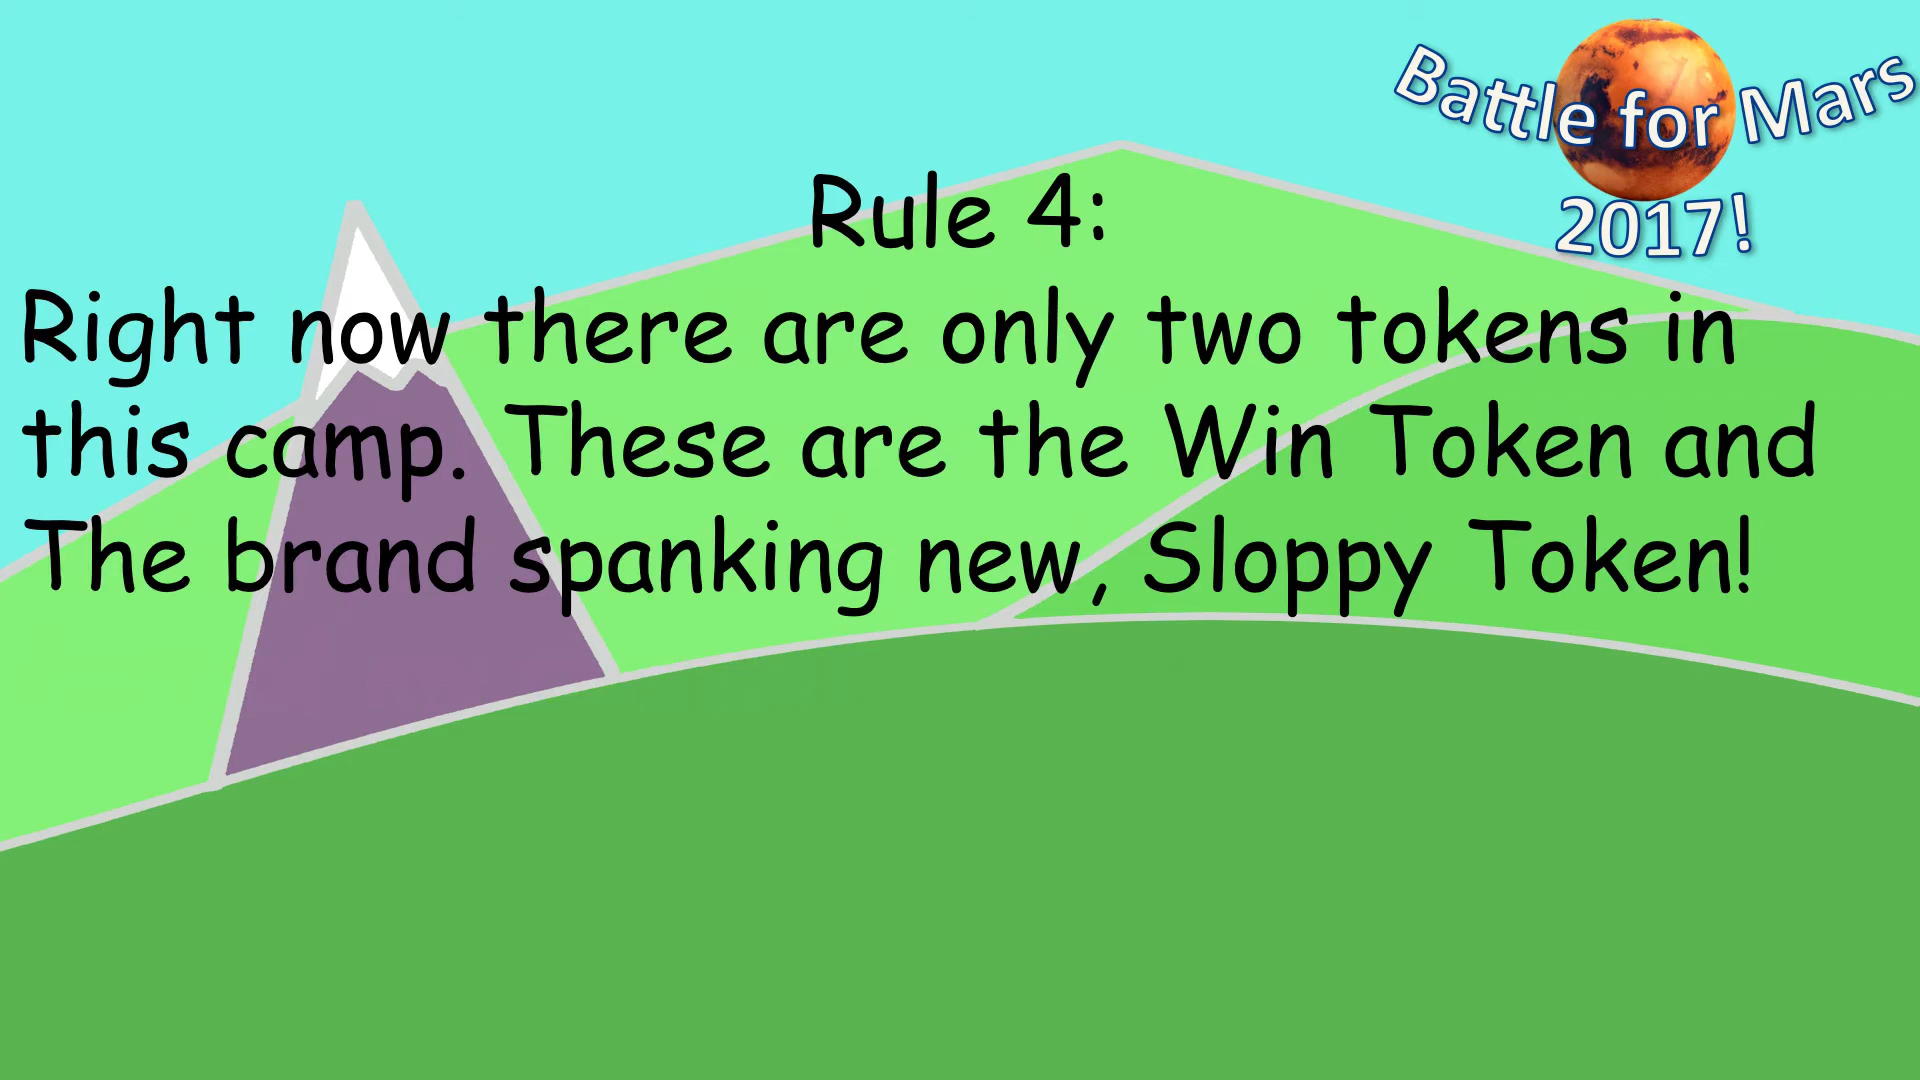 Battle for Mars
2017!
Rule 4:
Right now there are only two tokens in
this camp. These are the Win Token and
The brand spanking new, Sloppy Token!